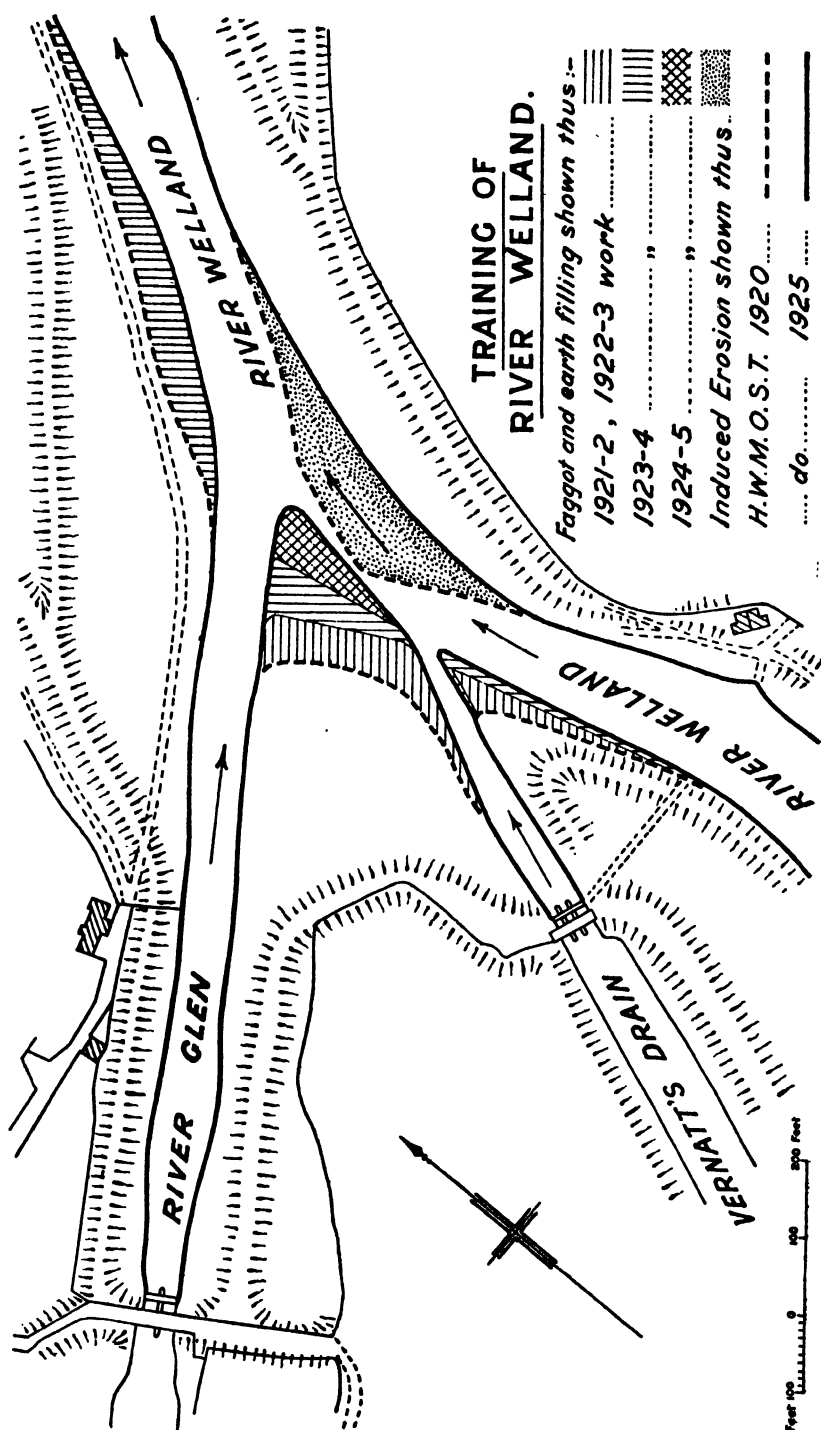 TRAINING OF
RIVER WELLAND.
Faggot and earth filling shown thus:-
1921-2, 1922-3 work
1923-4 ,,
1924-5 ,,
Induced Erosion shown thus
H.W.M.O.S.T. 1920
do. 1925
RIVER WELLAND
RIVER WELLAND
RIVER WELLAND
RIVER GLEN
VERNATT'S DRAIN
Feet 100 0 100 200 Feet